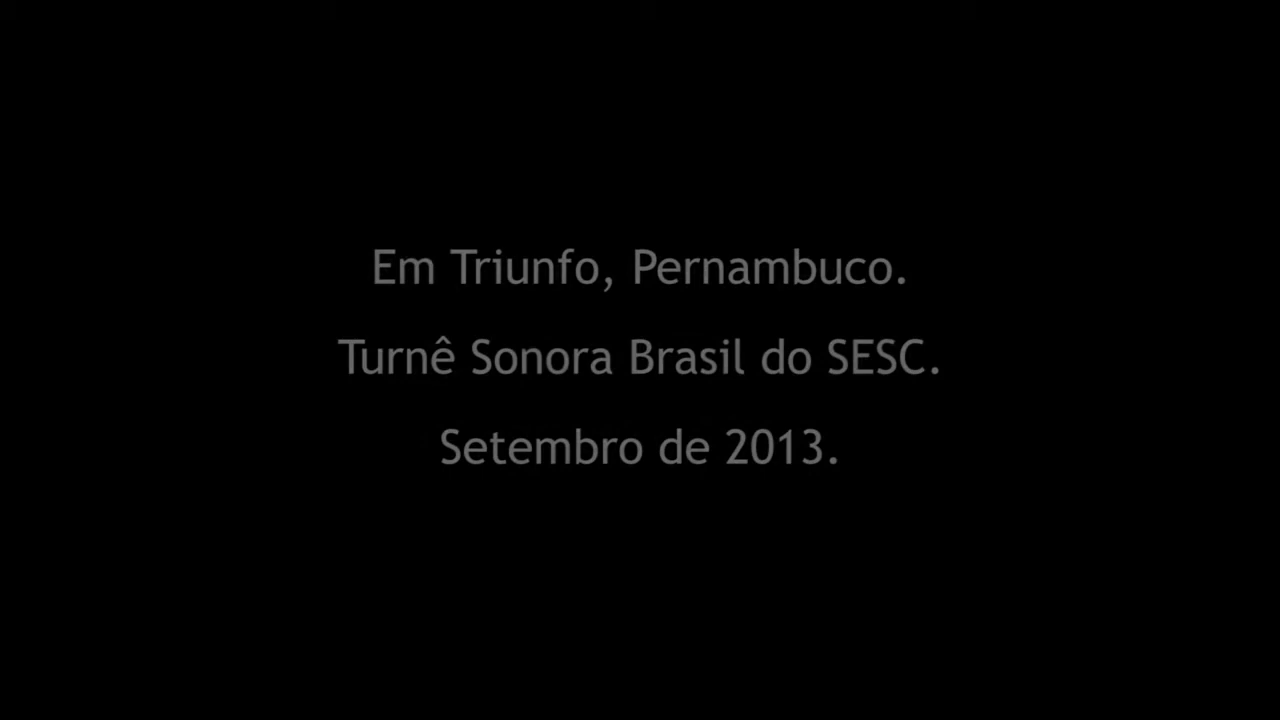 Em Triunfo, Pernambuco.
Turnê Sonora Brasil do SESC.
Setembro de 2013.